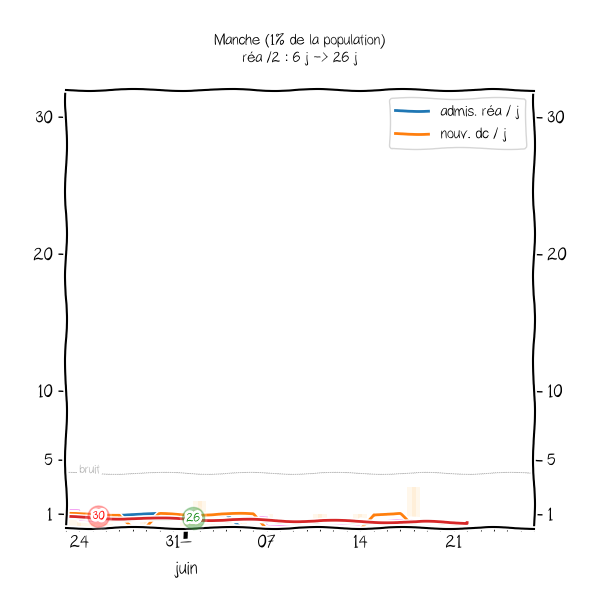 Manche (1% de la population)
réa /2 : 6 j -> 26 j
admis. réa / j
nouv. dc / j
30
30
20
20
10
10
5
5
bruit
1
1
30
26
24
31
07
14
21
juin